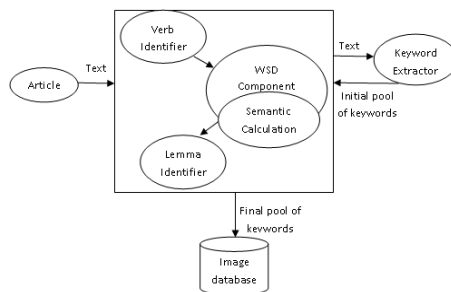 Verb
Identifier
Text
Article
WSD
Component
Semantic
Calculation
Lemma
Identifier
Text
Keyword
Extractor
Initial pool
of keywords
Final pool of
keywords
Image
database